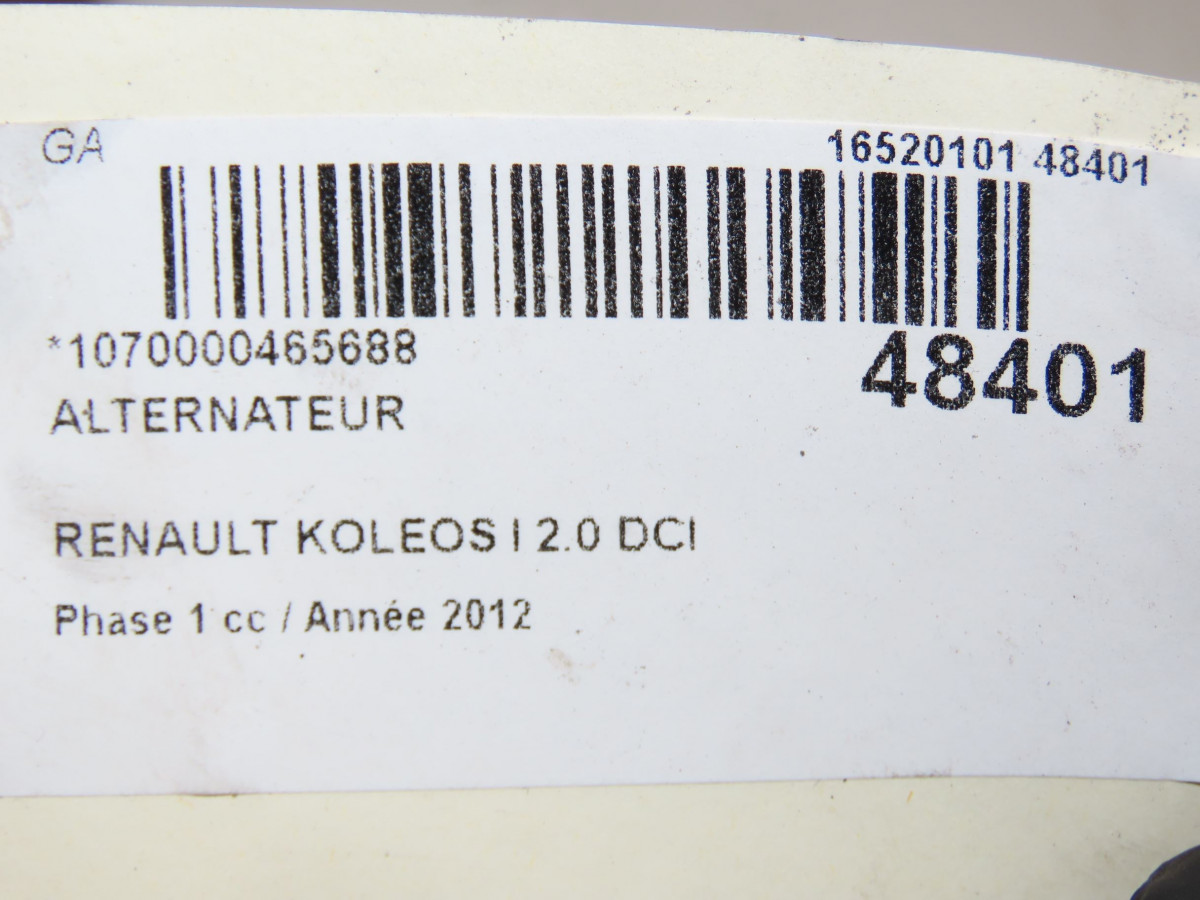 GA
16520101 48401
*1070000465688
48401
ALTERNATEUR
RENAULT KOLEOS I 2.0 DCI
Phase 1 cc / Année 2012